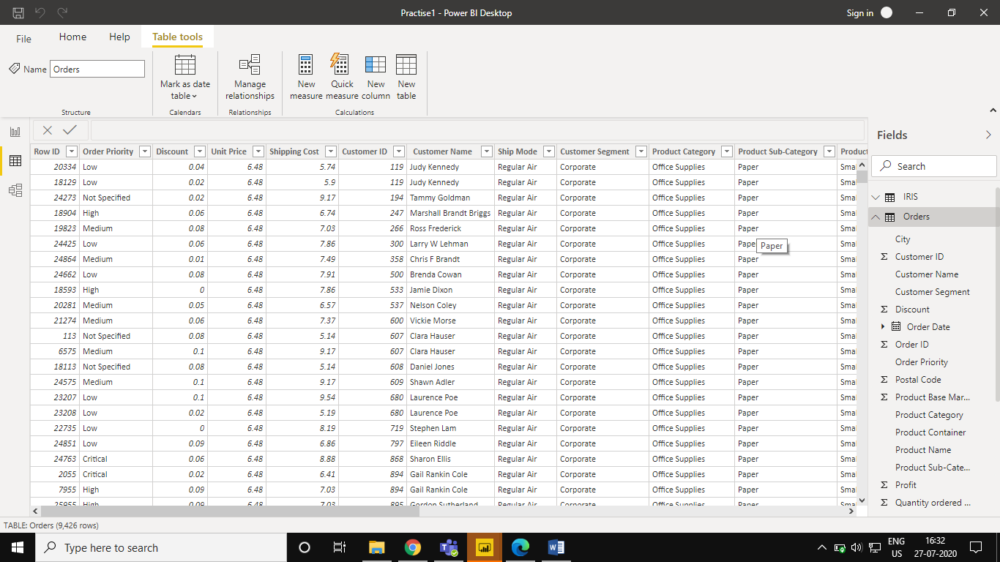 Practise1 - Power BI Desktop
Sign in
File Home Help Table tools
Name Orders
Mark as date table
Manage relationships
New measure
Quick measure
New column
New table
Structure Calendars Relationships Calculations
Row ID Order Priority Discount Unit Price Shipping Cost Customer ID Customer Name Ship Mode Customer Segment Product Category Product Sub-Category Product
20334 Low 0.04 6.48 5.74 119 Judy Kennedy Regular Air Corporate Office Supplies Paper Smal
18129 Low 0.02 6.48 5.9 119 Judy Kennedy Regular Air Corporate Office Supplies Paper Smal
24273 Not Specified 0.02 6.48 9.17 194 Tammy Goldman Regular Air Corporate Office Supplies Paper Smal
18904 High 0.06 6.48 6.74 247 Marshall Brandt Briggs Regular Air Corporate Office Supplies Paper Smal
19823 Medium 0.08 6.48 7.03 266 Ross Frederick Regular Air Corporate Office Supplies Paper Smal
24425 Low 0.06 6.48 7.86 300 Larry W Lehman Regular Air Corporate Office Supplies Pape Paper Smal
24864 Medium 0.01 6.48 7.49 358 Chris F Brandt Regular Air Corporate Office Supplies Paper Smal
24662 Low 0.08 6.48 7.91 500 Brenda Cowan Regular Air Corporate Office Supplies Paper Smal
18593 High 0 6.48 7.86 533 Jamie Dixon Regular Air Corporate Office Supplies Paper Smal
20281 Medium 0.05 6.48 6.57 537 Nelson Coley Regular Air Corporate Office Supplies Paper Smal
21274 Medium 0.06 6.48 7.37 600 Vickie Morse Regular Air Corporate Office Supplies Paper Smal
113 Not Specified 0.08 6.48 5.14 607 Clara Hauser Regular Air Corporate Office Supplies Paper Smal
6575 Medium 0.1 6.48 9.17 607 Clara Hauser Regular Air Corporate Office Supplies Paper Smal
18113 Not Specified 0.08 6.48 5.14 608 Daniel Jones Regular Air Corporate Office Supplies Paper Smal
24575 Medium 0.1 6.48 9.17 609 Shawn Adler Regular Air Corporate Office Supplies Paper Smal
23207 Low 0.1 6.48 9.54 680 Laurence Poe Regular Air Corporate Office Supplies Paper Smal
23208 Low 0.02 6.48 5.19 680 Laurence Poe Regular Air Corporate Office Supplies Paper Smal
22735 Low 0 6.48 8.19 719 Stephen Lam Regular Air Corporate Office Supplies Paper Smal
24851 Low 0.09 6.48 6.86 797 Eileen Riddle Regular Air Corporate Office Supplies Paper Smal
24763 Critical 0.06 6.48 8.88 868 Sharon Ellis Regular Air Corporate Office Supplies Paper Smal
2055 Critical 0.02 6.48 6.41 894 Gail Rankin Cole Regular Air Corporate Office Supplies Paper Smal
7955 High 0.09 6.48 7.03 894 Gail Rankin Cole Regular Air Corporate Office Supplies Paper Smal
25955 High 0.09 6.48 7.03 895 Gordon Sutherland Regular Air Corporate Office Supplies Paper Smal
Fields
Search
IRIS
Orders
City
Σ Customer ID
Customer Name
Customer Segment
Σ Discount
Order Date
Σ Order ID
Order Priority
Σ Postal Code
Σ Product Base Mar...
Product Category
Product Container
Product Name
Product Sub-Cate...
Σ Profit
Σ Quantity ordered ...
TABLE: Orders (9,426 rows)
Type here to search
ENG
US
16:32
27-07-2020